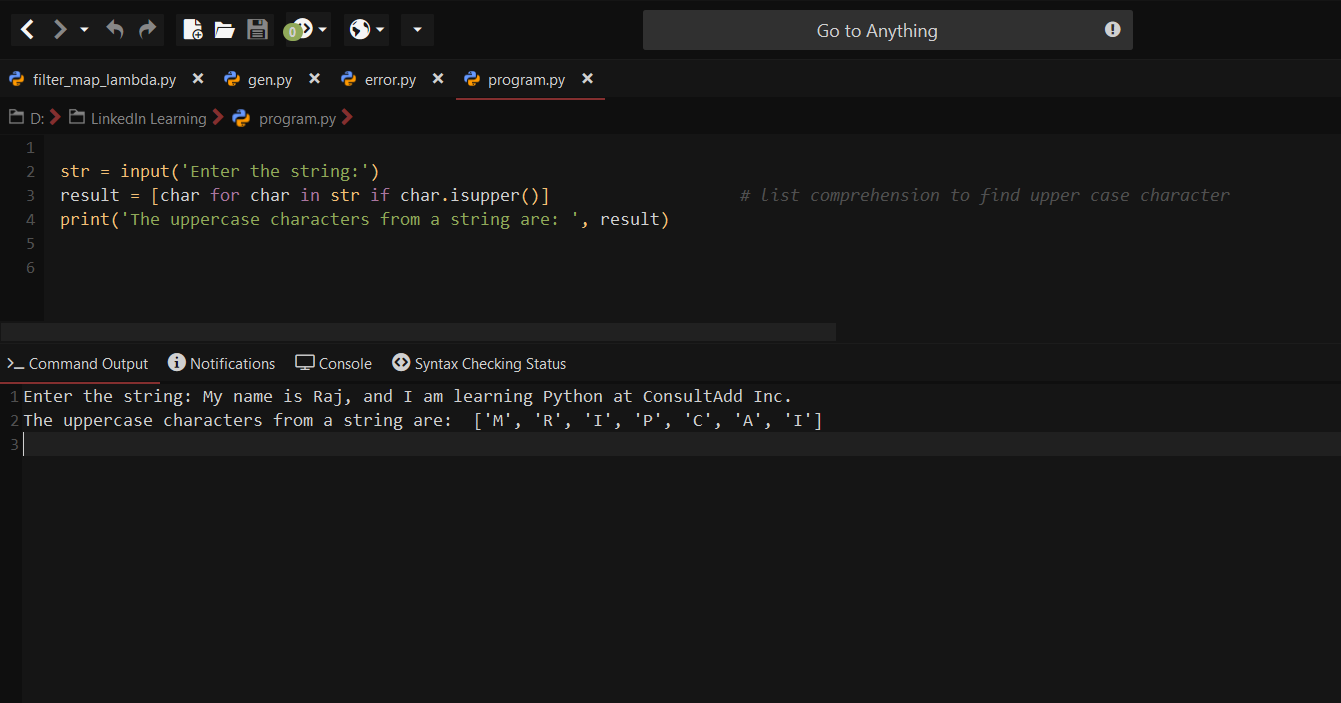 0
Go to Anything
filter_map_lambda.py gen.py error.py program.py
D: LinkedIn Learning program.py
1
2 str = input('Enter the string:')
3 result = [char for char in str if char.isupper()] # list comprehension to find upper case character
4 print('The uppercase characters from a string are: ', result)
5
6
Command Output Notifications Console Syntax Checking Status
1 Enter the string: My name is Raj, and I am learning Python at ConsultAdd Inc.
2 The uppercase characters from a string are:  ['M', 'R', 'I', 'P', 'C', 'A', 'I']
3